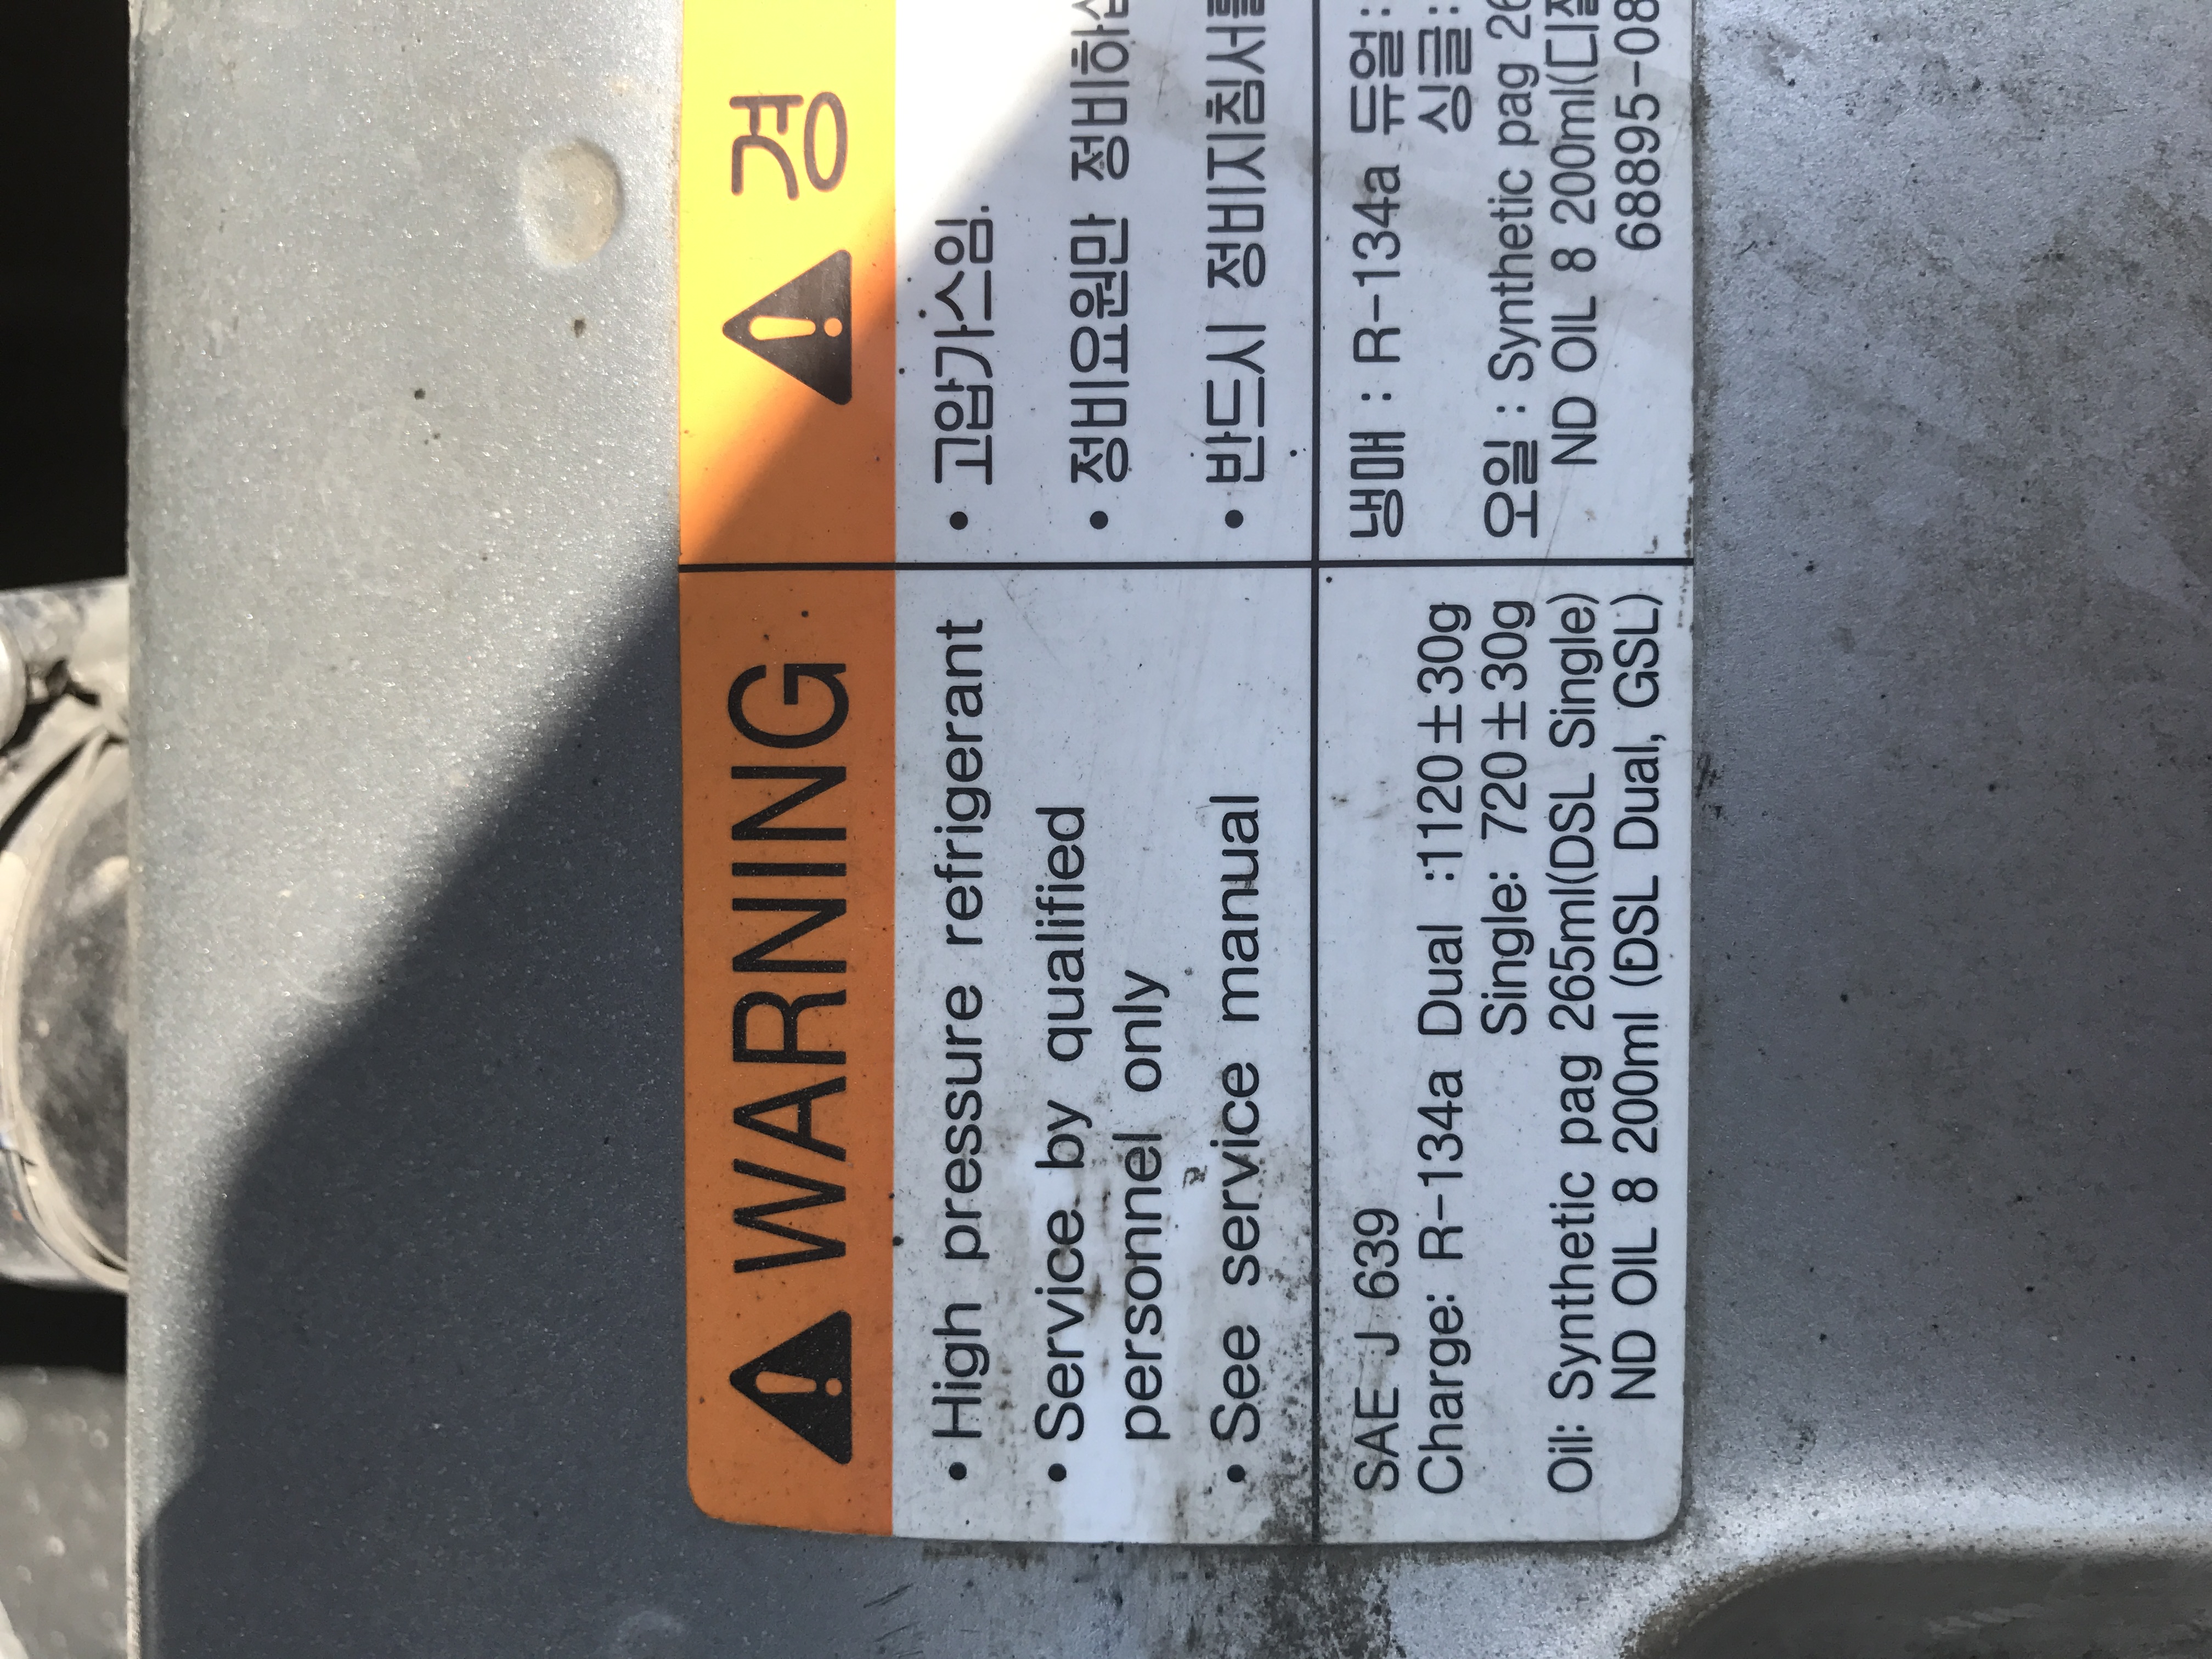 WARNING
• High pressure refrigerant
• Service by qualified
personnel only
• See service manual
SAE J 639
Charge: R-134a Dual :1120±30g
Single: 720±30g
Oil: Synthetic pag 265ml(DSL Single)
ND OIL 8 200ml (DSL Dual, GSL)
경
• 고압가스임.
• 정비요원만 정비하십
• 반드시 정비지침서를
냉매 : R-134a 듀얼:
싱글:
오일 : Synthetic pag 26
ND OIL 8 200ml(디젤
68895-08